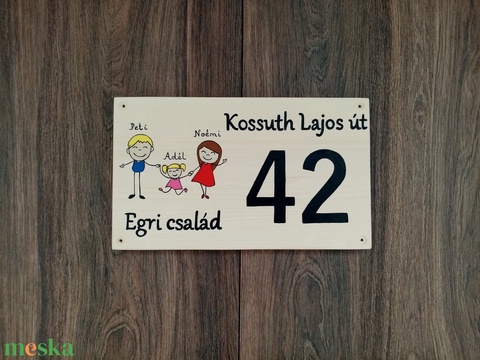 Kossuth Lajos út
42
Peti
Adél
Noémi
Egri család
meska